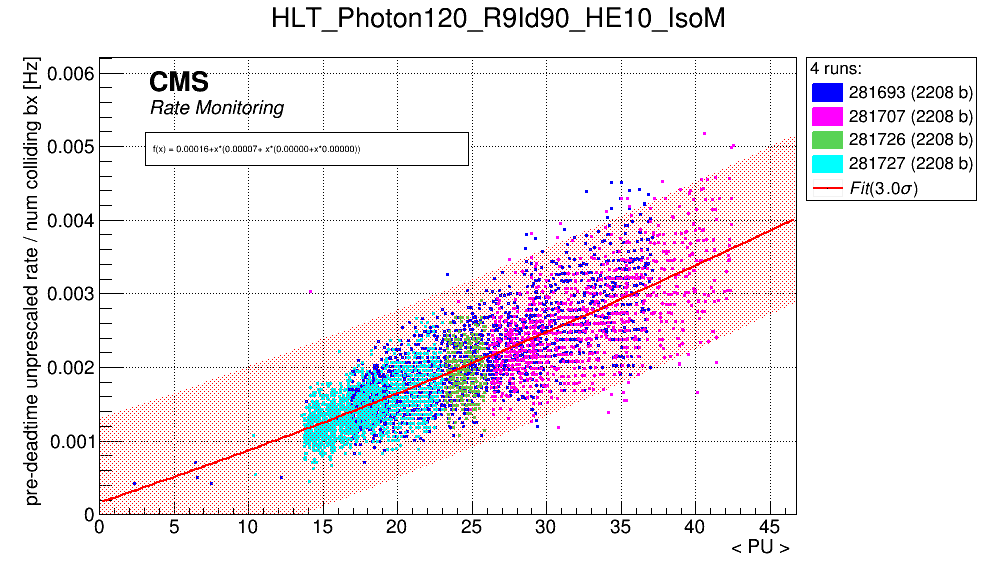 HLT_Photon120_R9Id90_HE10_IsoM
pre-deadtime unprescaled rate / num colliding bx [Hz]
0.006
0.005
0.004
0.003
0.002
0.001
0
CMS
Rate Monitoring
f(x) = 0.00016+x*(0.00007+ x*(0.00000+x*0.00000))
0 5 10 15 20 25 30 35 40 45
< PU >
4 runs:
281693 (2208 b)
281707 (2208 b)
281726 (2208 b)
281727 (2208 b)
Fit(3.0σ)